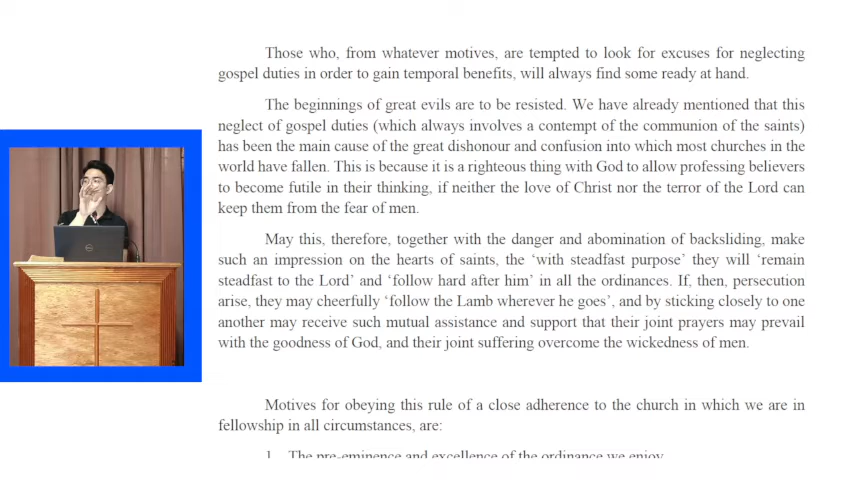 Those who, from whatever motives, are tempted to look for excuses for neglecting
gospel duties in order to gain temporal benefits, will always find some ready at hand.
The beginnings of great evils are to be resisted. We have already mentioned that this
neglect of gospel duties (which always involves a contempt of the communion of the saints)
has been the main cause of the great dishonour and confusion into which most churches in the
world have fallen. This is because it is a righteous thing with God to allow professing believers
to become futile in their thinking, if neither the love of Christ nor the terror of the Lord can
keep them from the fear of men.
May this, therefore, together with the danger and abomination of backsliding, make
such an impression on the hearts of saints, the ‘with steadfast purpose’ they will ‘remain
steadfast to the Lord’ and ‘follow hard after him’ in all the ordinances. If, then, persecution
arise, they may cheerfully ‘follow the Lamb wherever he goes’, and by sticking closely to one
another may receive such mutual assistance and support that their joint prayers may prevail
with the goodness of God, and their joint suffering overcome the wickedness of men.
Motives for obeying this rule of a close adherence to the church in which we are in
fellowship in all circumstances, are:
1. The pre-eminence and excellence of the ordinance we enjoy